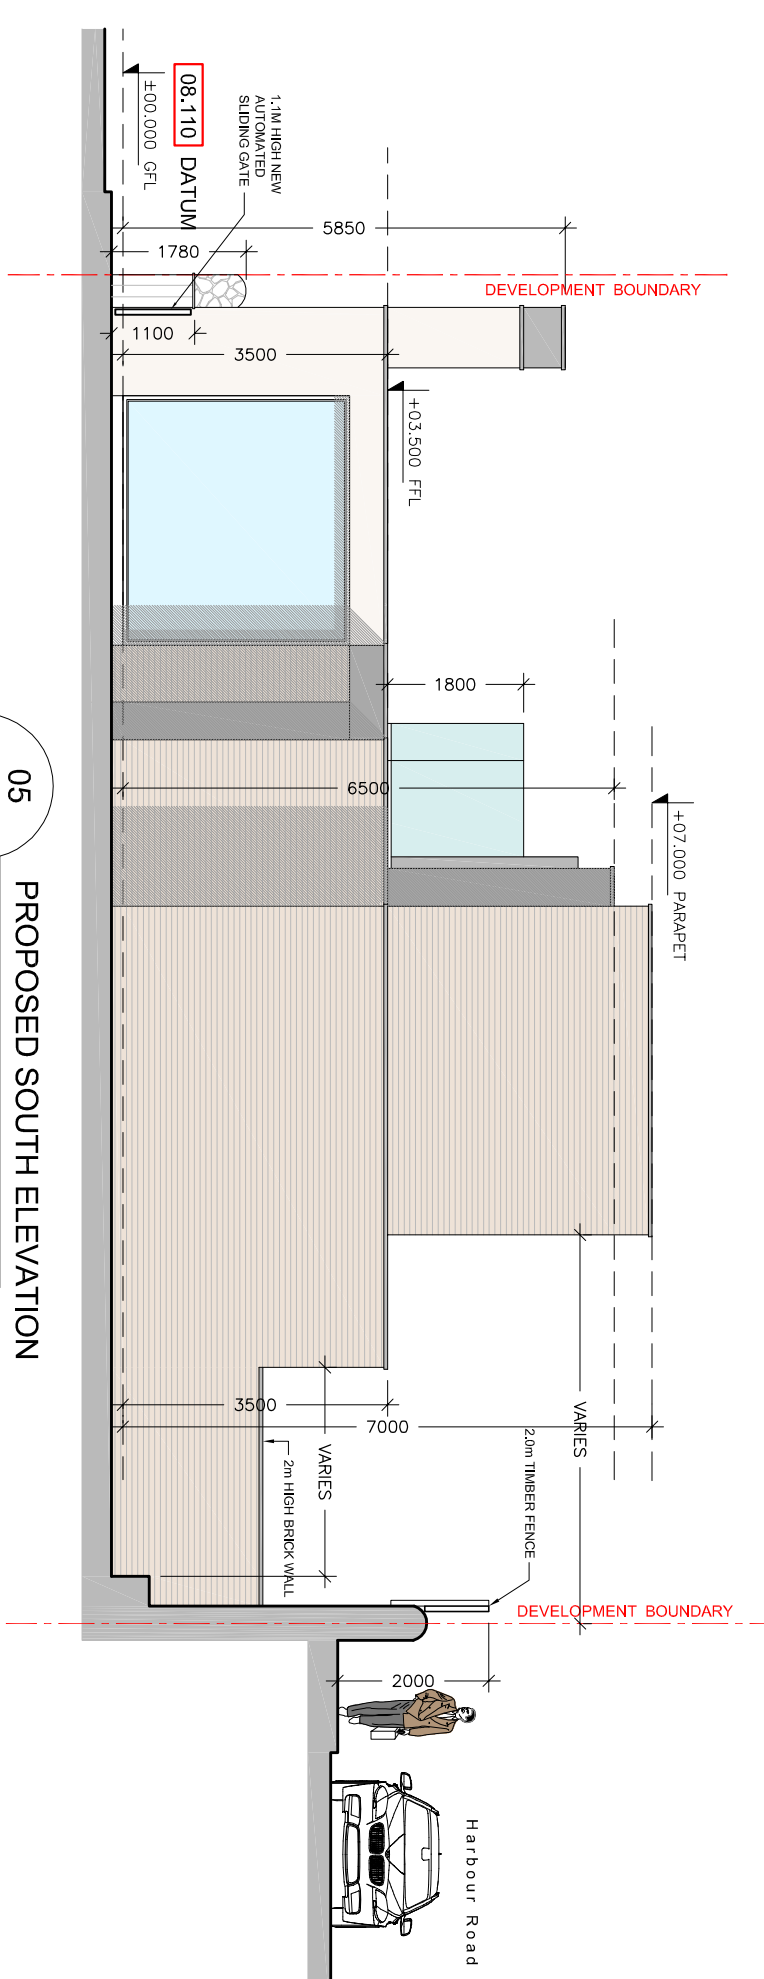 1.1M HIGH NEW
AUTOMATED
SLIDING GATE
08.110 DATUM
±00.000 GFL
5850
1780
DEVELOPMENT BOUNDARY
1100
3500
+03.500 FFL
1800
6500
+07.000 PARAPET
3500
7000
VARIES
VARIES
2m HIGH BRICK WALL
2.0m TIMBER FENCE
DEVELOPMENT BOUNDARY
2000
Harbour Road
05
PROPOSED SOUTH ELEVATION